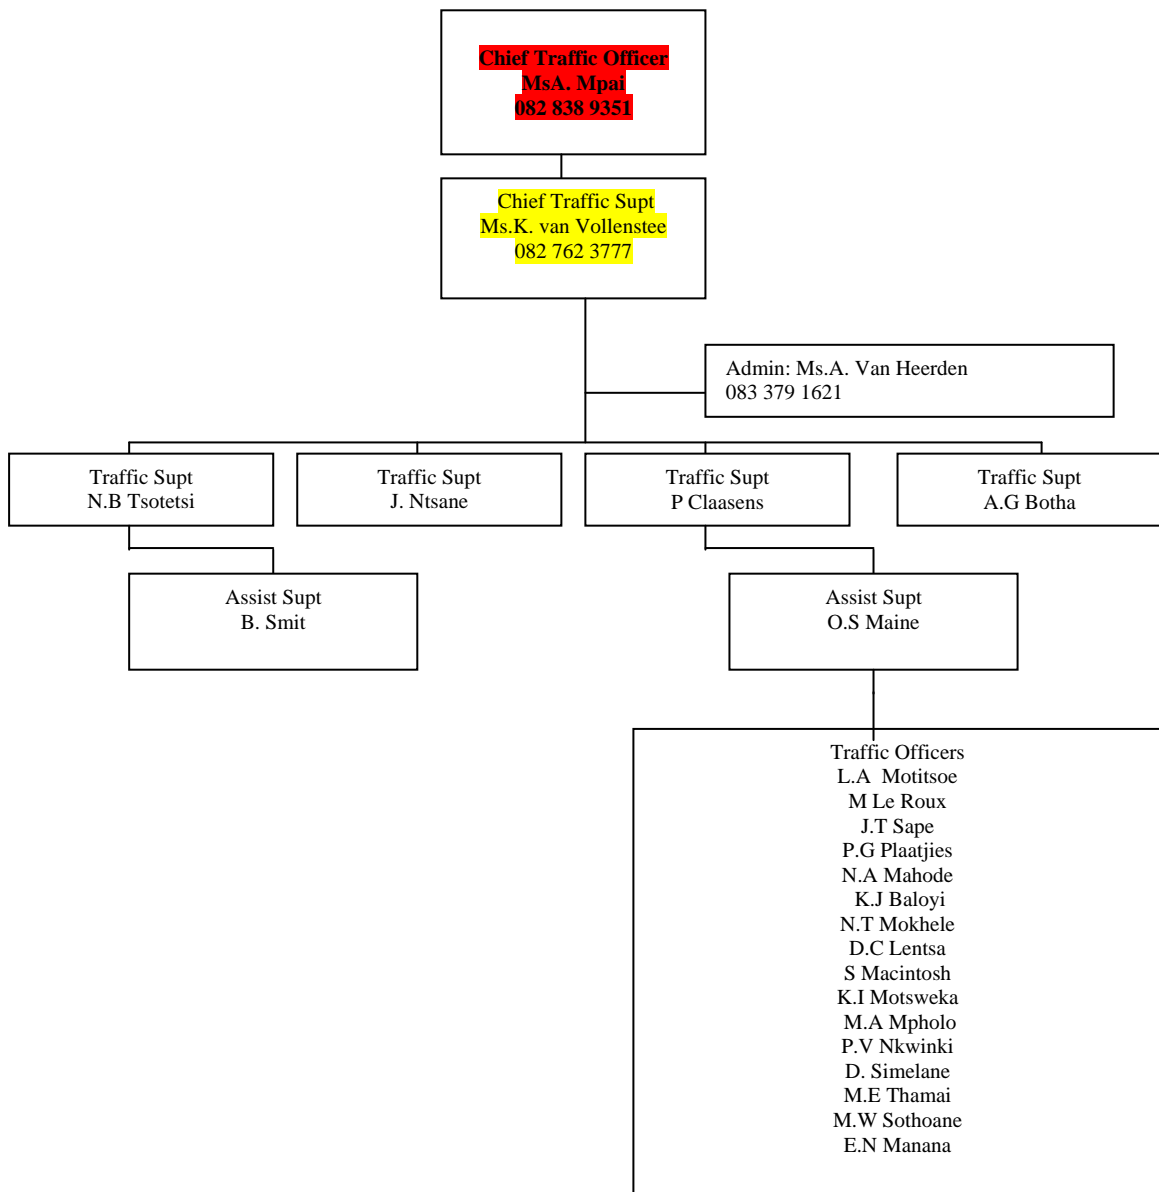 Chief Traffic Officer
MsA. Mpai
082 838 9351
Chief Traffic Supt
Ms.K. van Vollenstee
082 762 3777
Admin: Ms.A. Van Heerden
083 379 1621
Traffic Supt
N.B Tsotetsi
Traffic Supt
J. Ntsane
Traffic Supt
P Claasens
Traffic Supt
A.G Botha
Assist Supt
B. Smit
Assist Supt
O.S Maine
Traffic Officers
L.A  Motitsoe
M Le Roux
J.T Sape
P.G Plaatjies
N.A Mahode
K.J Baloyi
N.T Mokhele
D.C Lentsa
S Macintosh
K.I Motsweka
M.A Mpholo
P.V Nkwinki
D. Simelane
M.E Thamai
M.W Sothoane
E.N Manana